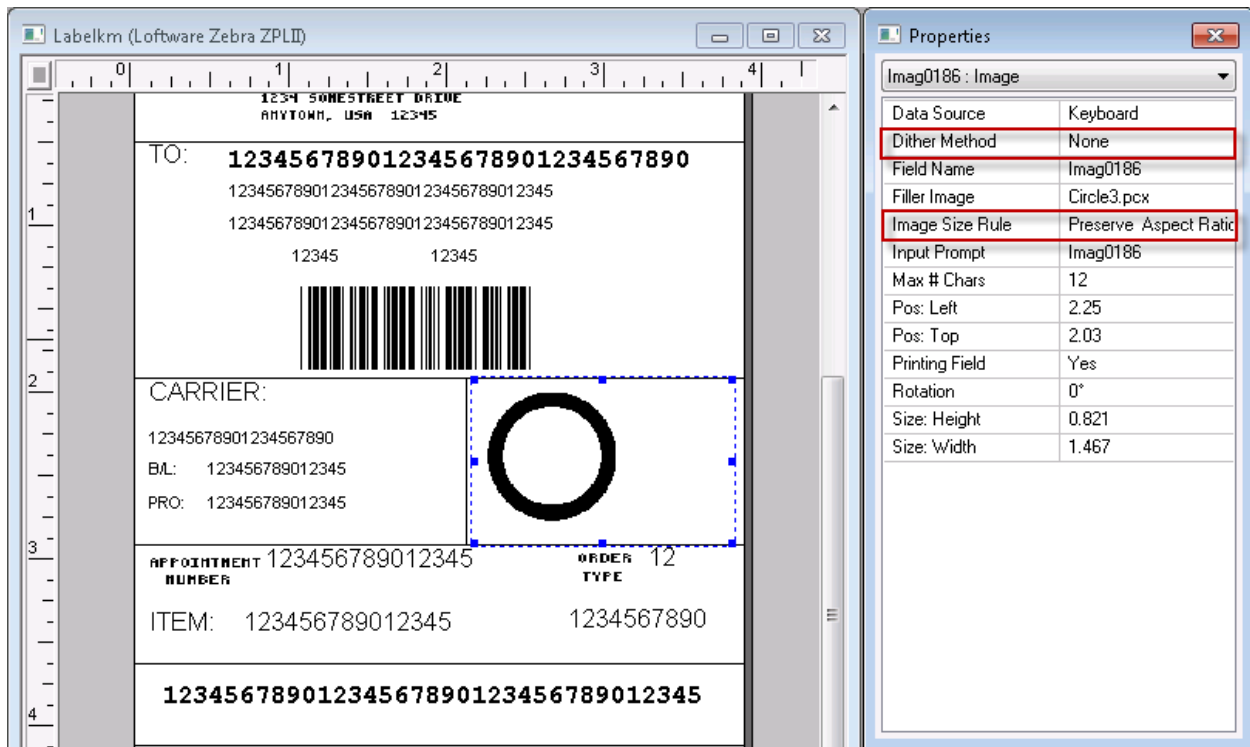 Labelkm (Loftware Zebra ZPLII)
0 1 2 3 4
1234 SOMESTREET DRIVE
ANYTOWN, USA 12345
TO: 123456789012345678901234567890
12345678901234567890123456789012345
12345678901234567890123456789012345
12345 12345
CARRIER:
12345678901234567890
B/L: 123456789012345
PRO: 123456789012345
APPOINTMENT 123456789012345 ORDER 12
NUMBER TYPE
ITEM: 123456789012345 1234567890
12345678901234567890123456789012345
1
2
3
4
Properties
Imag0186 : Image
Data Source Keyboard
Dither Method None
Field Name Imag0186
Filler Image Circle3.pcx
Image Size Rule Preserve Aspect Ratio
Input Prompt Imag0186
Max # Chars 12
Pos: Left 2.25
Pos: Top 2.03
Printing Field Yes
Rotation 0°
Size: Height 0.821
Size: Width 1.467